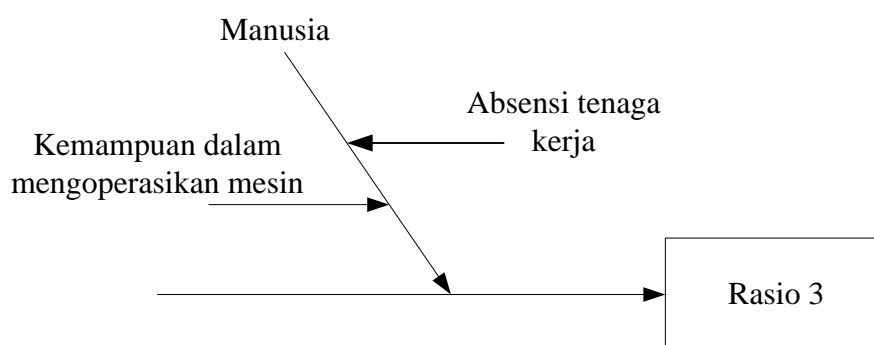 Manusia
Absensi tenaga
kerja
Kemampuan dalam
mengoperasikan mesin
Rasio 3